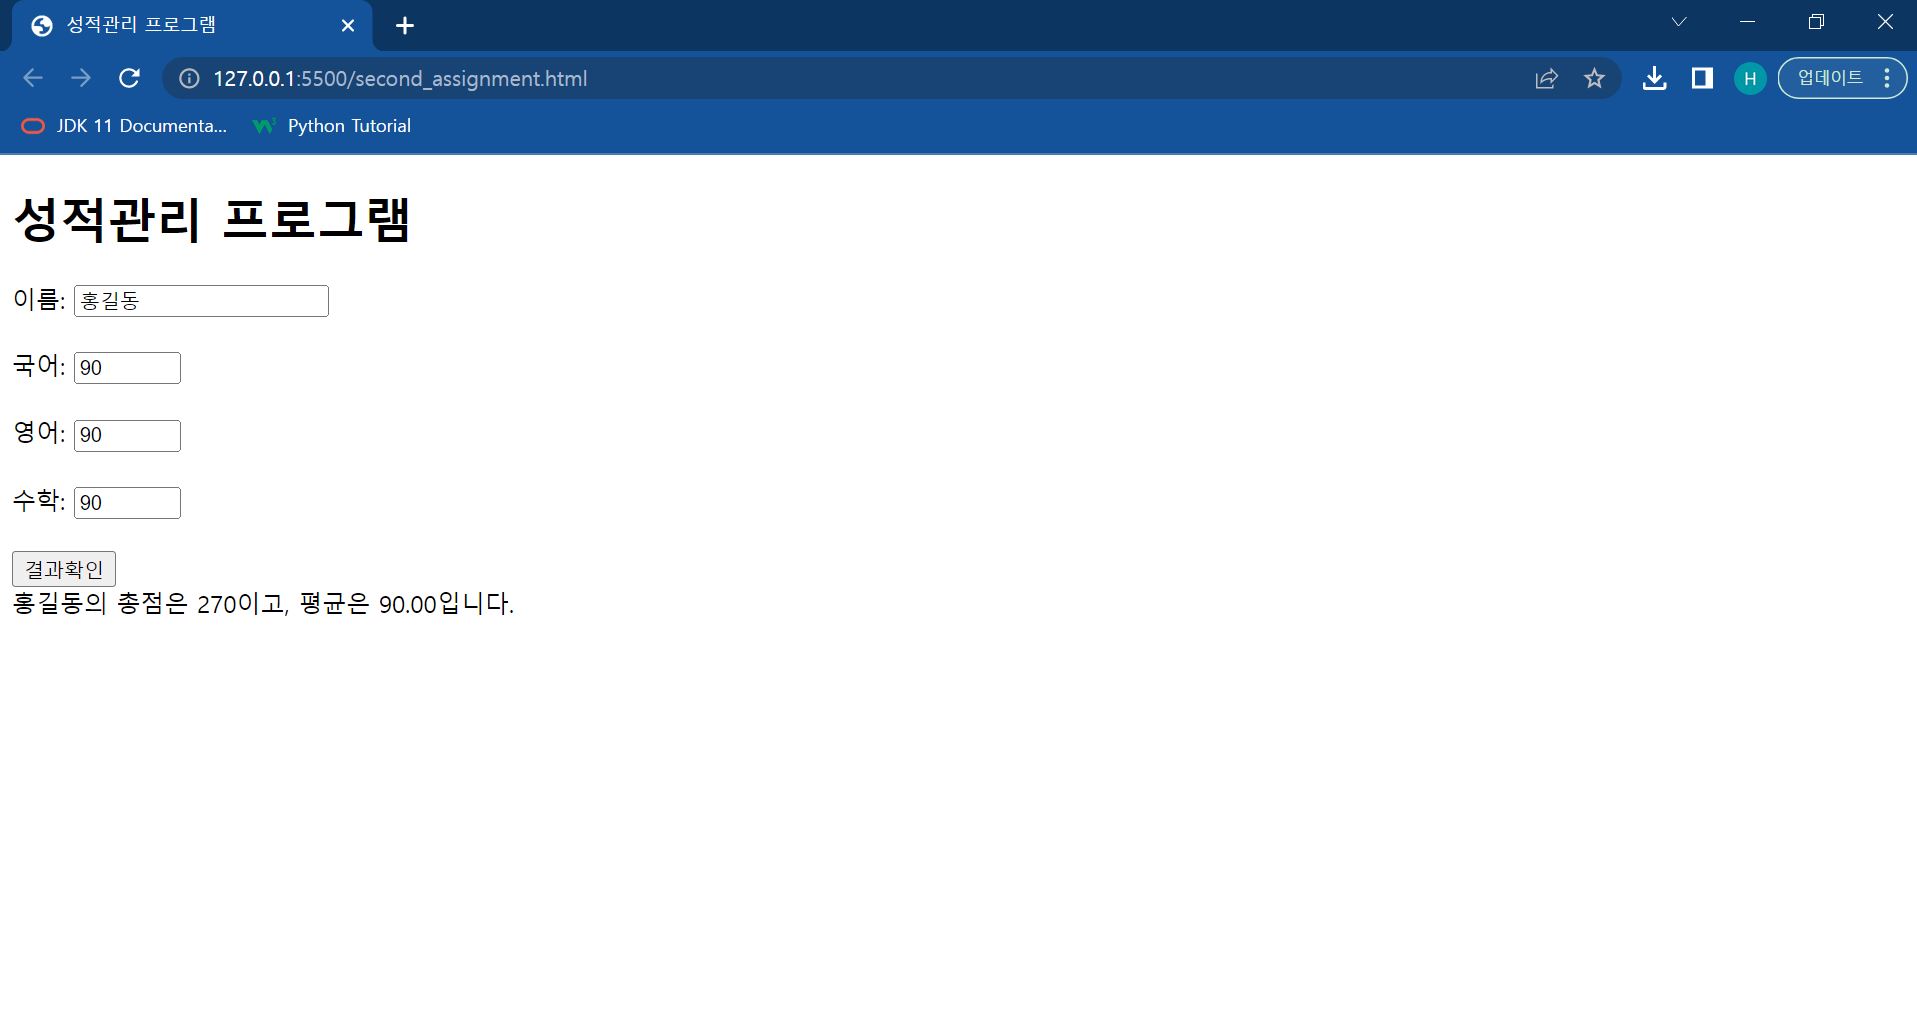 성적관리 프로그램
127.0.0.1:5500/second_assignment.html
H
업데이트
JDK 11 Documenta...
W3
Python Tutorial
성적관리 프로그램
이름: 홍길동
국어: 90
영어: 90
수학: 90
결과확인
홍길동의 총점은 270이고, 평균은 90.00입니다.